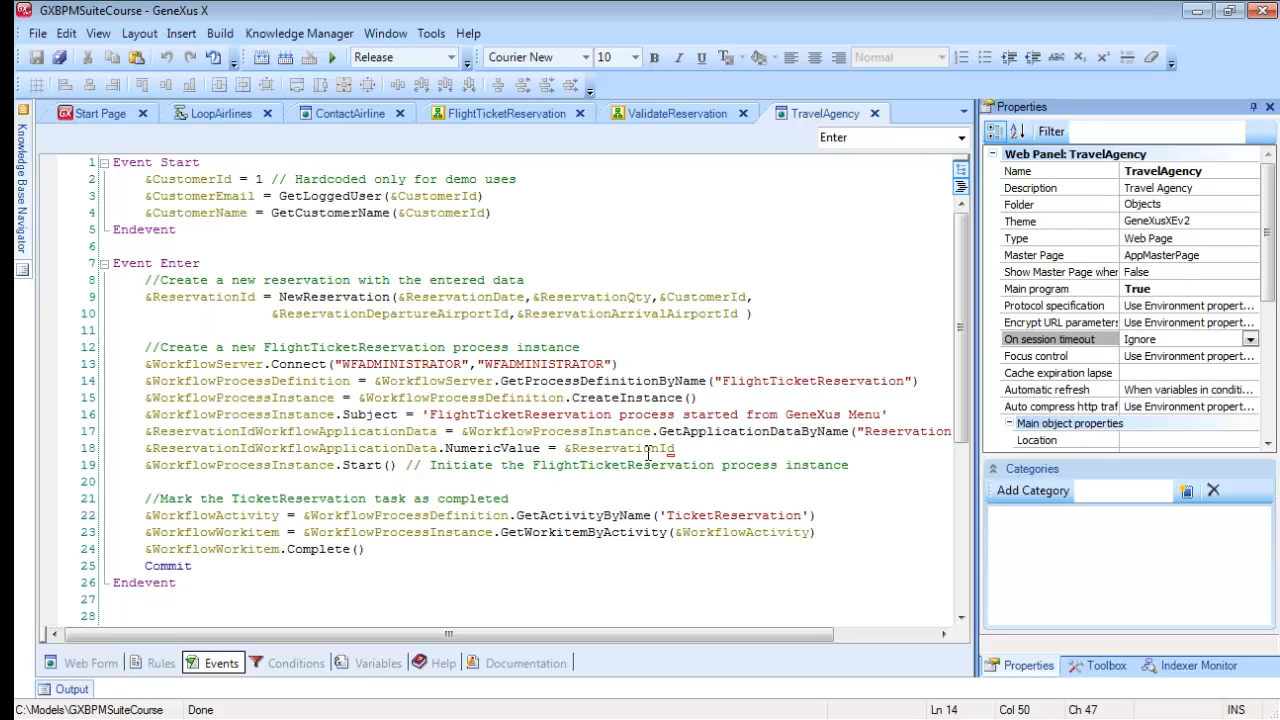 GXBPMSuiteCourse - GeneXus X
File Edit View Layout Insert Build Knowledge Manager Window Tools Help
Release Courier New 10 B I U Normal ABC
Start Page LoopAirlines ContactAirline FlightTicketReservation ValidateReservation TravelAgency
Enter
Knowledge Base Navigator
1 Event Start
2 &CustomerId = 1 // Hardcoded only for demo uses
3 &CustomerEmail = GetLoggedUser(&CustomerId)
4 &CustomerName = GetCustomerName(&CustomerId)
5 Endevent
6
7 Event Enter
8 //Create a new reservation with the entered data
9 &ReservationId = NewReservation(&ReservationDate,&ReservationQty,&CustomerId,
10 &ReservationDepartureAirportId,&ReservationArrivalAirportId )
11
12 //Create a new FlightTicketReservation process instance
13 &WorkflowServer.Connect("WFADMINISTRATOR","WFADMINISTRATOR")
14 &WorkflowProcessDefinition = &WorkflowServer.GetProcessDefinitionByName("FlightTicketReservation")
15 &WorkflowProcessInstance = &WorkflowProcessDefinition.CreateInstance()
16 &WorkflowProcessInstance.Subject = 'FlightTicketReservation process started from GeneXus Menu'
17 &ReservationIdWorkflowApplicationData = &WorkflowProcessInstance.GetApplicationDataByName("Reservation
18 &ReservationIdWorkflowApplicationData.NumericValue = &ReservationId
19 &WorkflowProcessInstance.Start() // Initiate the FlightTicketReservation process instance
20
21 //Mark the TicketReservation task as completed
22 &WorkflowActivity = &WorkflowProcessDefinition.GetActivityByName('TicketReservation')
23 &WorkflowWorkitem = &WorkflowProcessInstance.GetWorkitemByActivity(&WorkflowActivity)
24 &WorkflowWorkitem.Complete()
25 Commit
26 Endevent
27
28
Web Form Rules Events Conditions Variables Help Documentation
Output
C:\Models\GXBPMSuiteCourse Done Ln 14 Col 50 Ch 47 INS
Properties
Filter
Web Panel: TravelAgency
Name TravelAgency
Description Travel Agency
Folder Objects
Theme GeneXusXEv2
Type Web Page
Master Page AppMasterPage
Show Master Page when False
Main program True
Protocol specification Use Environment propert...
Encrypt URL parameters Use Environment propert...
On session timeout Ignore
Focus control Use Environment propert...
Cache expiration lapse
Automatic refresh When variables in conditi...
Auto compress http traf Use Environment propert...
Main object properties
Location
Categories
Add Category
Properties Toolbox Indexer Monitor